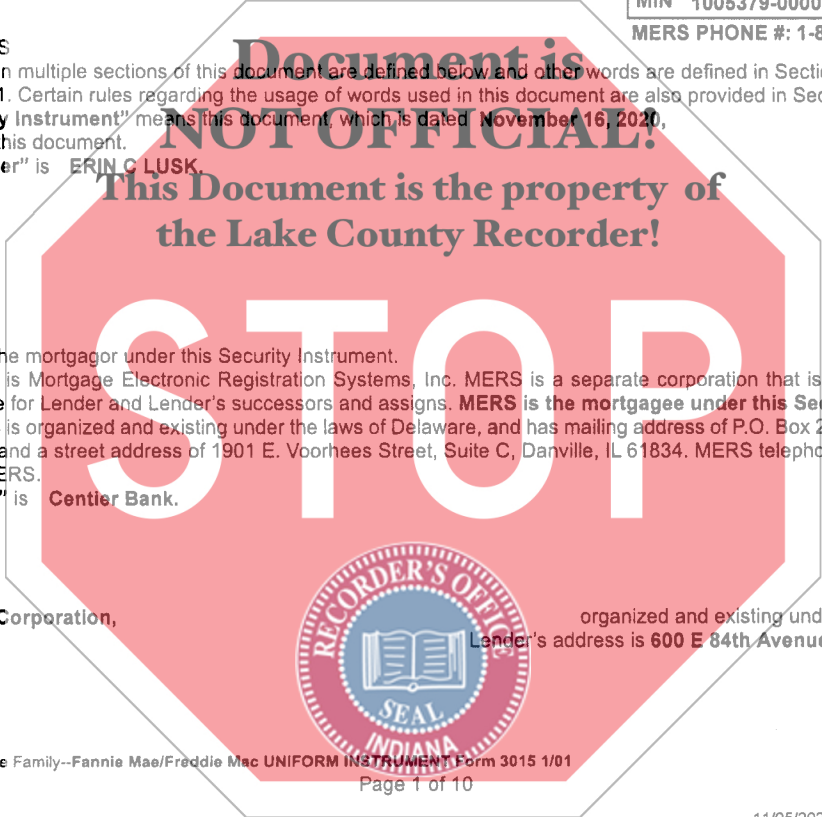 MIN 1005379-0000
MERS PHONE #: 1-8
S
n multiple sections of this document are defined below and other words are defined in Secti
1. Certain rules regarding the usage of words used in this document are also provided in Sec
y Instrument" means this document, which is dated November 16, 2020,
his document.
er" is ERIN C LUSK.
Document is
NOT OFFICIAL!
This Document is the property of
the Lake County Recorder!
STOP
he mortgagor under this Security Instrument.
is Mortgage Electronic Registration Systems, Inc. MERS is a separate corporation that is
e for Lender and Lender's successors and assigns. MERS is the mortgagee under this Sec
is organized and existing under the laws of Delaware, and has mailing address of P.O. Box 2
and a street address of 1901 E. Voorhees Street, Suite C, Danville, IL 61834. MERS telepho
ERS.
" is Centier Bank.
Corporation,
organized and existing und
Lender's address is 600 E 84th Avenue
RECORDER'S OFFICE
SEAL
INDIANA
e Family--Fannie Mae/Freddie Mac UNIFORM INSTRUMENT Form 3015 1/01
Page 1 of 10